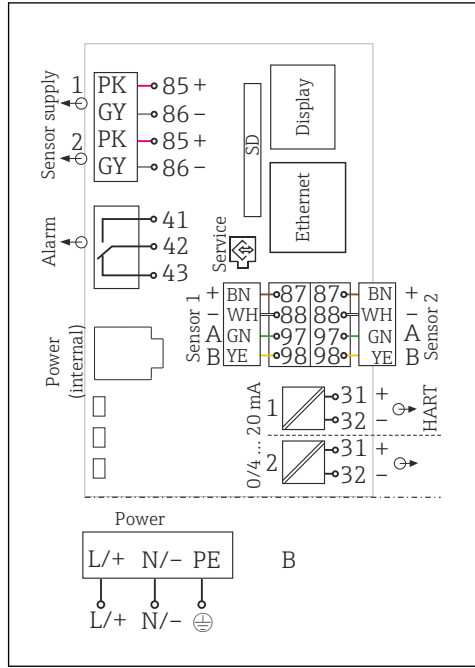 Sensor supply
1 PK 85 +
GY 86 −
2 PK 85 +
GY 86 −
Display
SD
Ethernet
Alarm
41
42
43
Service
Power
(internal)
Sensor 1
+ BN 87 87 BN +
− WH 88 88 WH −
A GN 97 97 GN A
B YE 98 98 YE B
Sensor 2
0/4 ... 20 mA
1 31 +
32 −
HART
2 31 +
32 −
Power
L/+ N/− PE
B
L/+ N/−